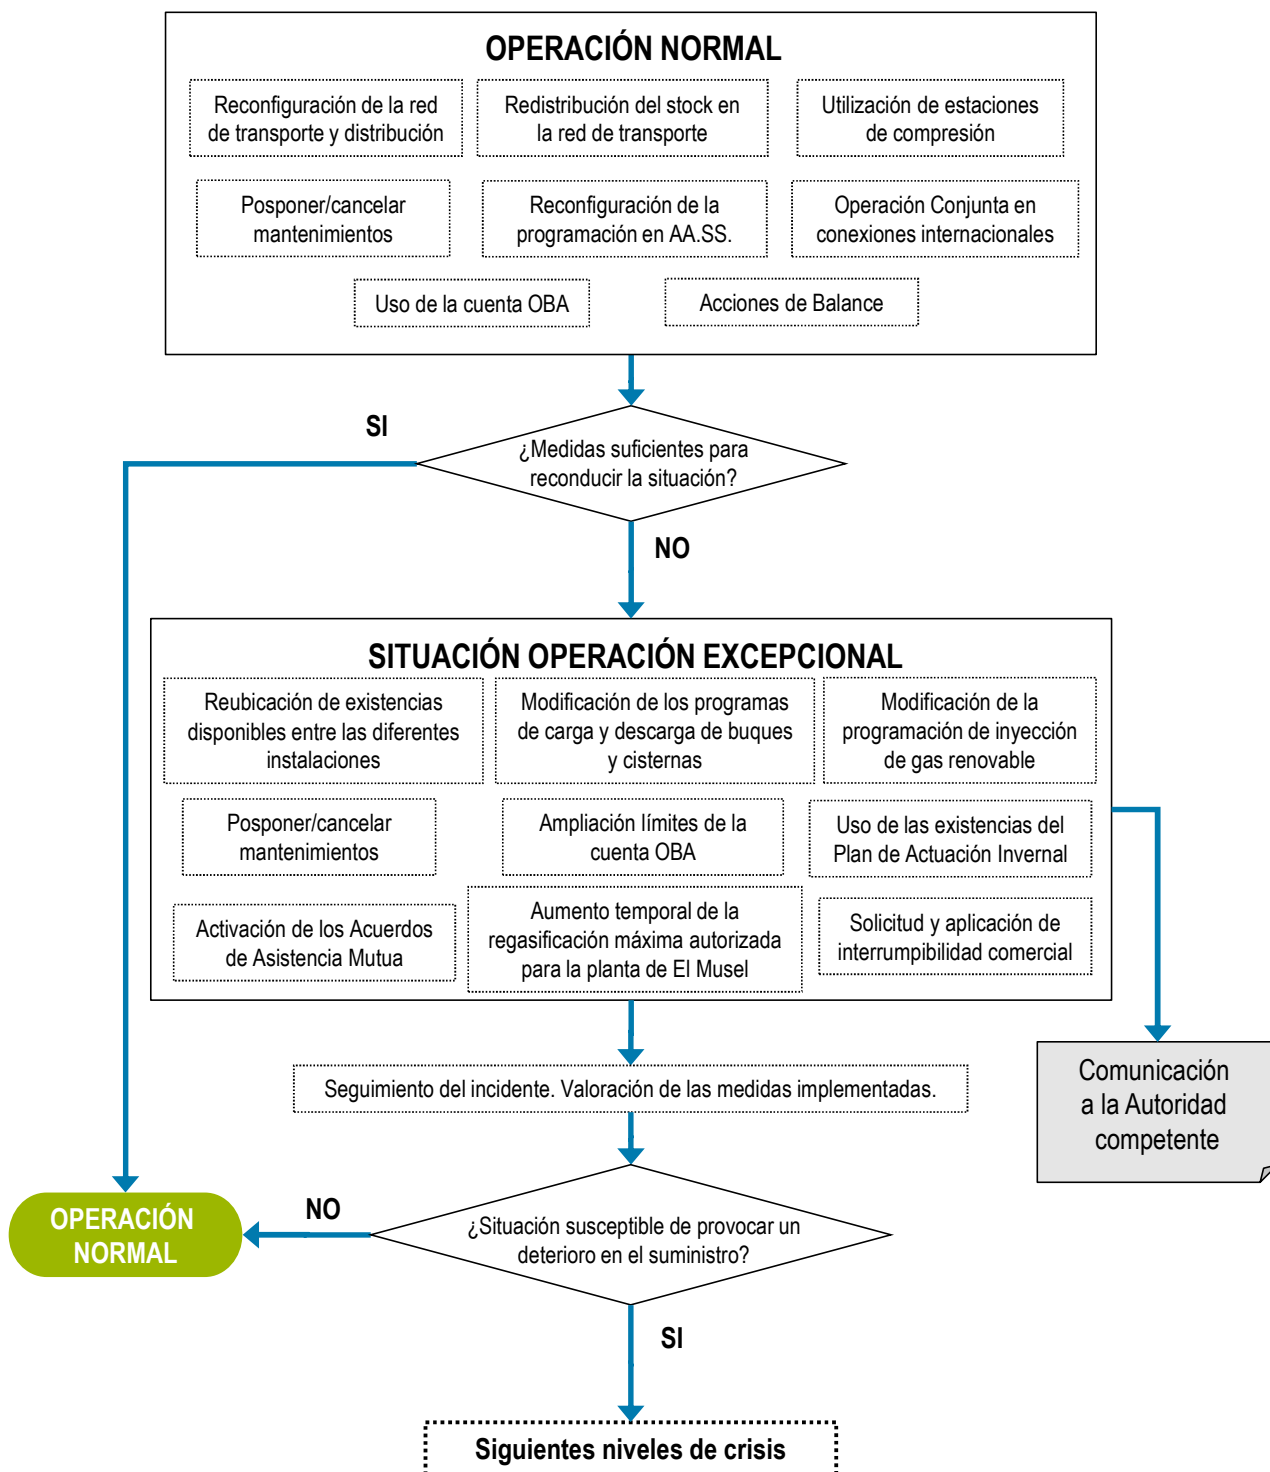 OPERACIÓN NORMAL
Reconfiguración de la red
de transporte y distribución
Redistribución del stock en
la red de transporte
Utilización de estaciones
de compresión
Posponer/cancelar
mantenimientos
Reconfiguración de la
programación en AA.SS.
Operación Conjunta en
conexiones internacionales
Uso de la cuenta OBA
Acciones de Balance
SI
¿Medidas suficientes para
reconducir la situación?
NO
SITUACIÓN OPERACIÓN EXCEPCIONAL
Reubicación de existencias
disponibles entre las diferentes
instalaciones
Modificación de los programas
de carga y descarga de buques
y cisternas
Modificación de la
programación de inyección
de gas renovable
Posponer/cancelar
mantenimientos
Ampliación límites de la
cuenta OBA
Uso de las existencias del
Plan de Actuación Invernal
Activación de los Acuerdos
de Asistencia Mutua
Aumento temporal de la
regasificación máxima autorizada
para la planta de El Musel
Solicitud y aplicación de
interrumpibilidad comercial
Seguimiento del incidente. Valoración de las medidas implementadas.
Comunicación
a la Autoridad
competente
OPERACIÓN
NORMAL
NO
¿Situación susceptible de provocar un
deterioro en el suministro?
SI
Siguientes niveles de crisis